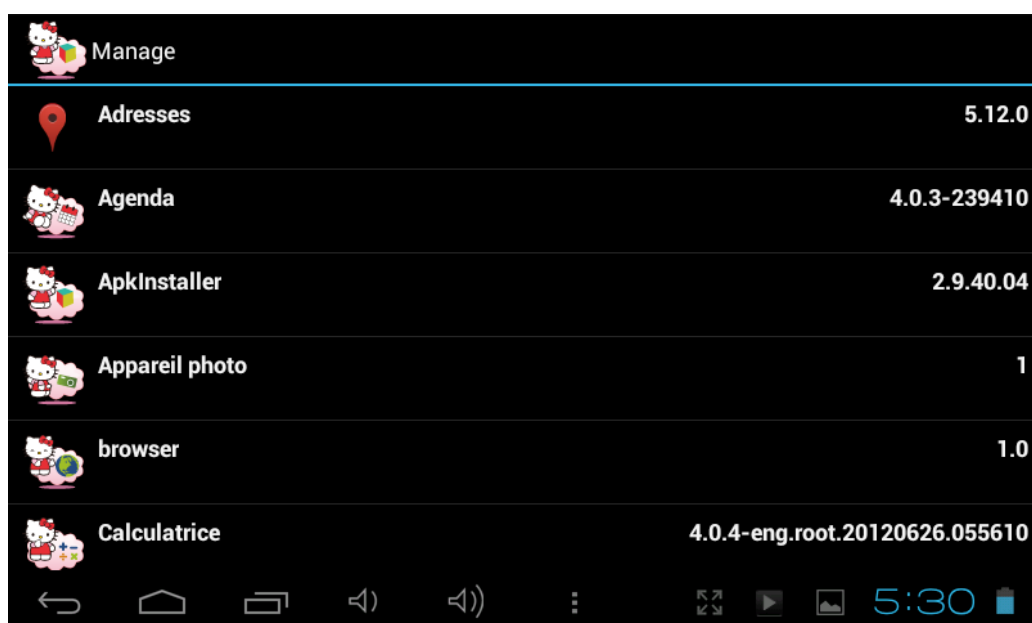 Manage
Adresses 5.12.0
Agenda 4.0.3-239410
ApkInstaller 2.9.40.04
Appareil photo 1
browser 1.0
Calculatrice 4.0.4-eng.root.20120626.055610
5:30